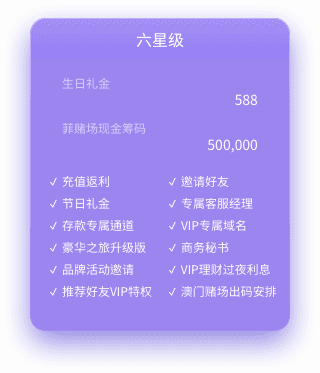 六星级
生日礼金
588
菲赌场现金筹码
500,000
✓ 充值返利
✓ 邀请好友
✓ 节日礼金
✓ 专属客服经理
✓ 存款专属通道
✓ VIP专属域名
✓ 豪华之旅升级版
✓ 商务秘书
✓ 品牌活动邀请
✓ VIP理财过夜利息
✓ 推荐好友VIP特权
✓ 澳门赌场出码安排